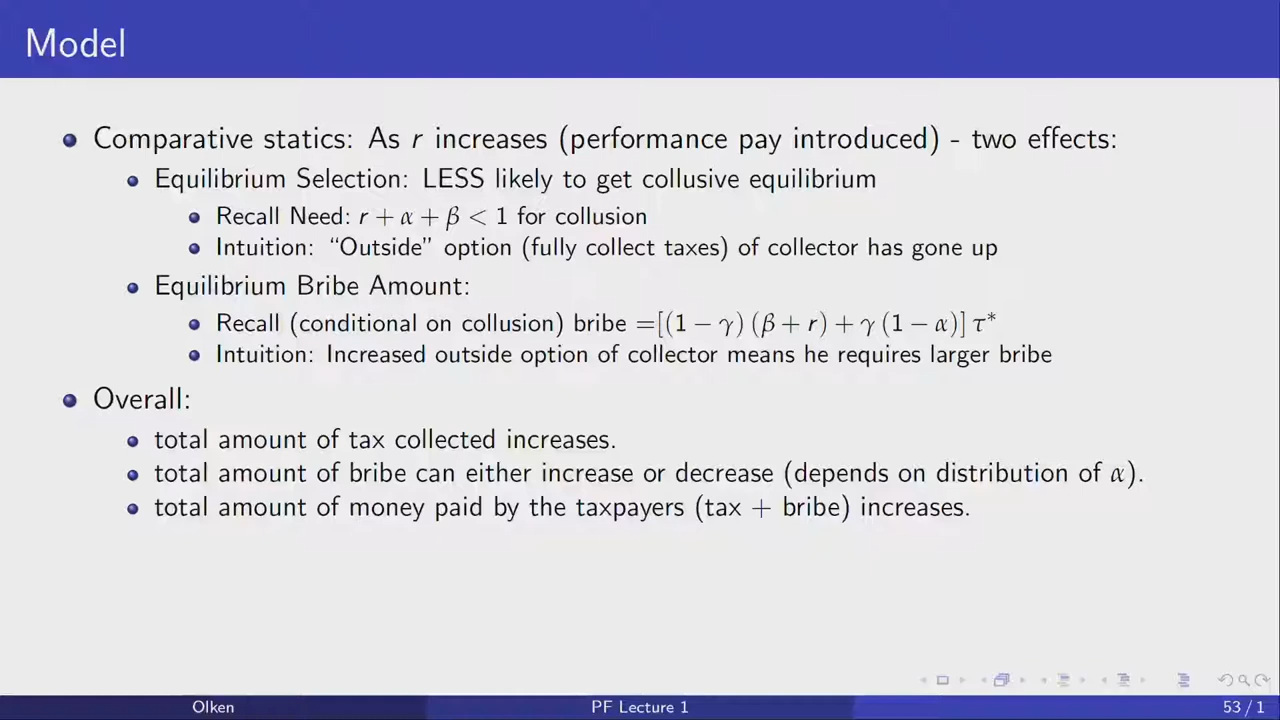 Model
Comparative statics: As r increases (performance pay introduced) - two effects:
Equilibrium Selection: LESS likely to get collusive equilibrium
Recall Need: r + α + β < 1 for collusion
Intuition: “Outside” option (fully collect taxes) of collector has gone up
Equilibrium Bribe Amount:
Recall (conditional on collusion) bribe =[(1 − γ) (β + r) + γ (1 − α)] τ*
Intuition: Increased outside option of collector means he requires larger bribe
Overall:
total amount of tax collected increases.
total amount of bribe can either increase or decrease (depends on distribution of α).
total amount of money paid by the taxpayers (tax + bribe) increases.
Olken PF Lecture 1 53 / 1